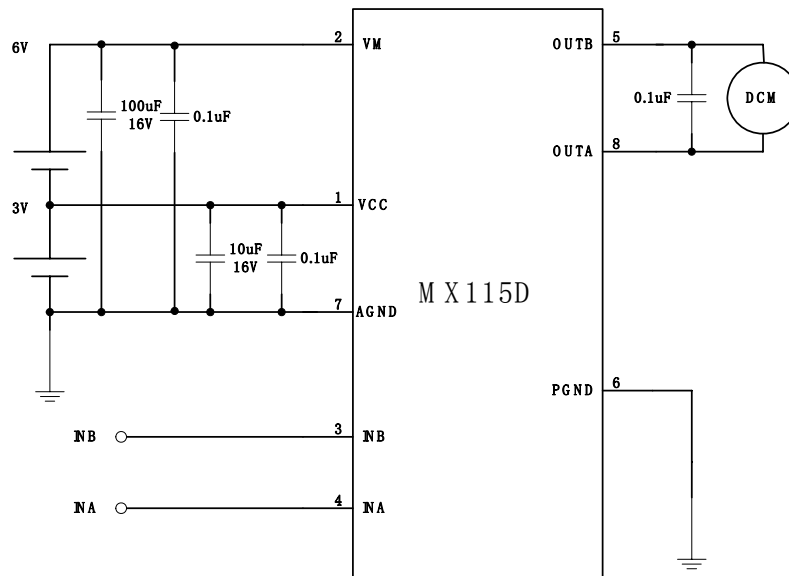 6V
2
VM
OUTB
5
100uF
16V
0.1uF
0.1uF
DCM
OUTA
8
3V
1
VCC
10uF
16V
0.1uF
MX115D
7
AGND
PGND
6
INB
3
INB
INA
4
INA